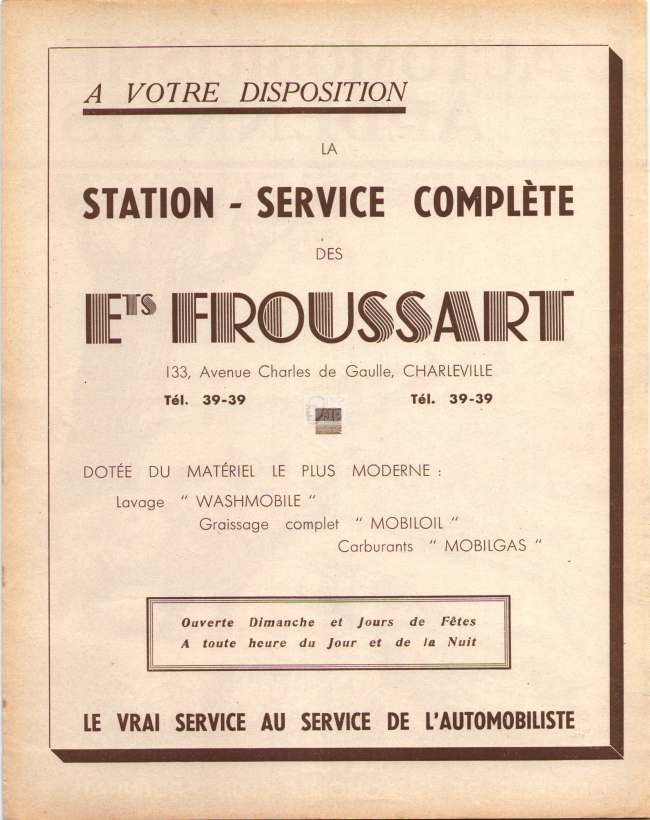 A VOTRE DISPOSITION
LA
STATION - SERVICE COMPLÈTE
DES
ETS FROUSSART
133, Avenue Charles de Gaulle, CHARLEVILLE
Tél. 39-39 Tél. 39-39
DOTÉE DU MATÉRIEL LE PLUS MODERNE :
Lavage " WASHMOBILE "
Graissage complet " MOBILOIL "
Carburants " MOBILGAS "
Ouverte Dimanche et Jours de Fêtes
A toute heure du Jour et de la Nuit
LE VRAI SERVICE AU SERVICE DE L'AUTOMOBILISTE